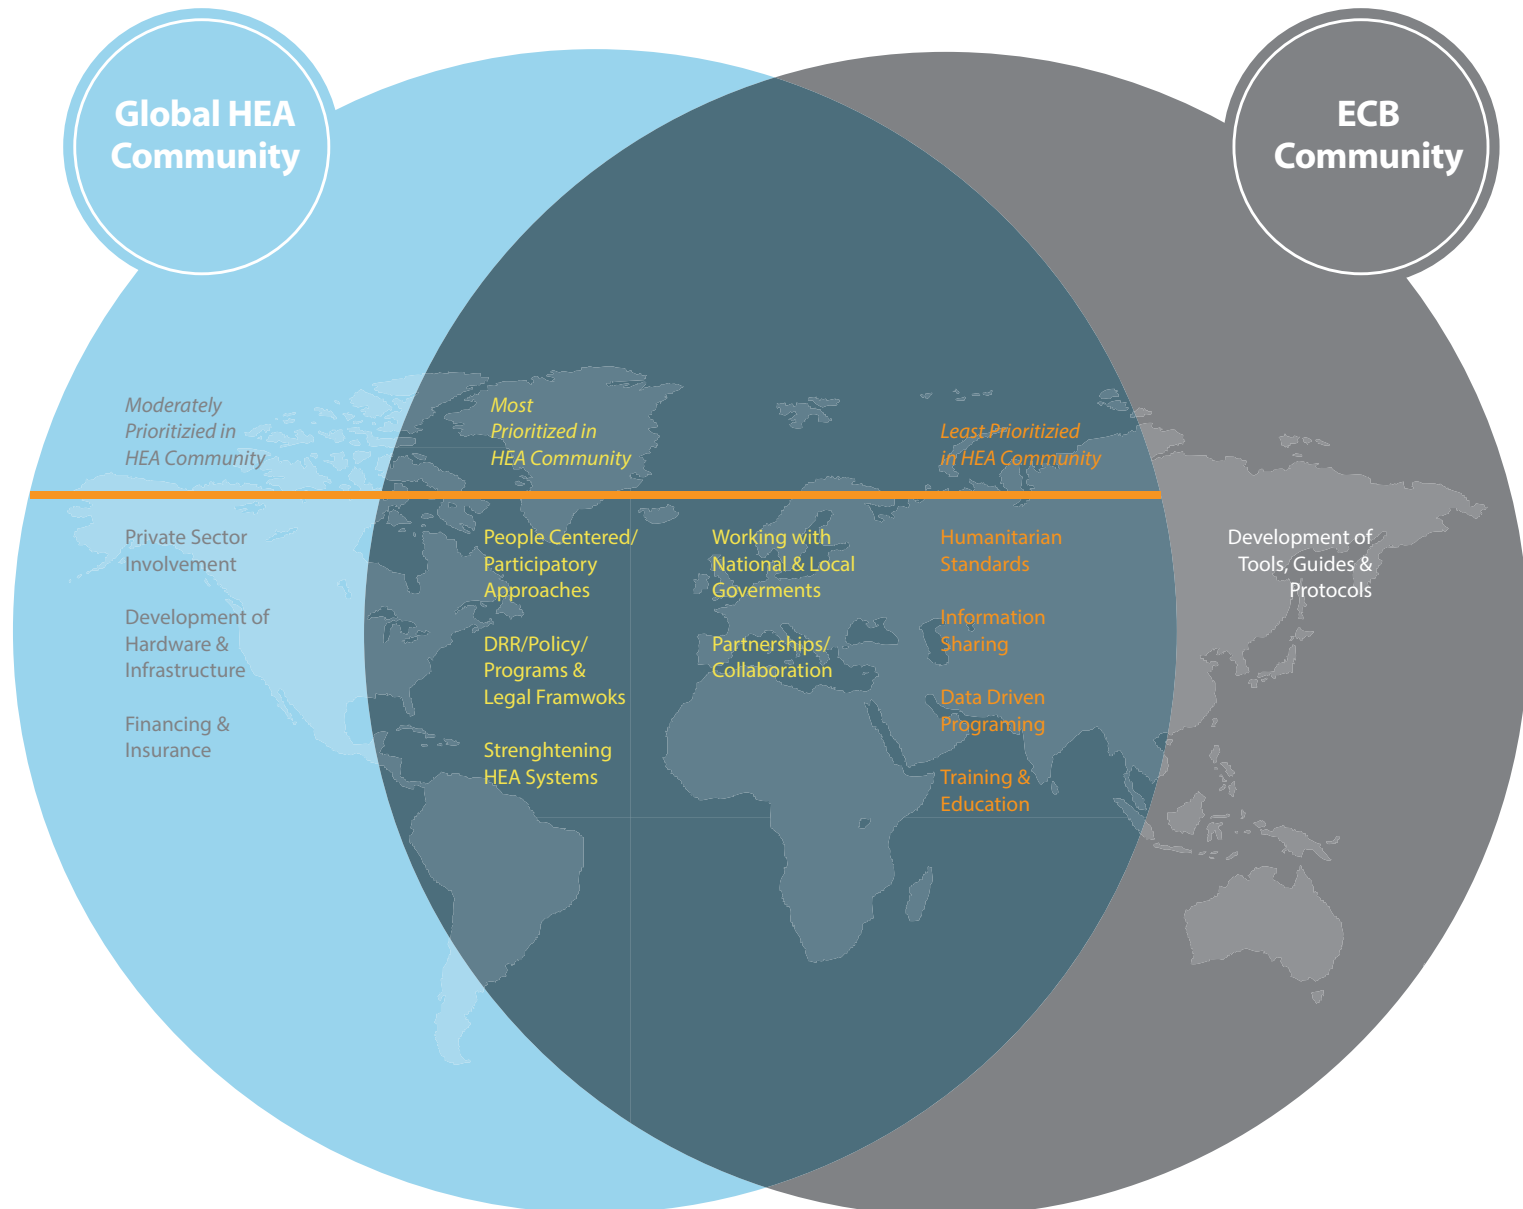 Global HEA
Community
ECB
Community
Moderately
Prioritizied in
HEA Community
Most
Prioritized in
HEA Community
Least Prioritizied
in HEA Community
Private Sector
Involvement
Development of
Hardware &
Infrastructure
Financing &
Insurance
People Centered/
Participatory
Approaches
DRR/Policy/
Programs &
Legal Framwoks
Strenghtening
HEA Systems
Working with
National & Local
Goverments
Partnerships/
Collaboration
Humanitarian
Standards
Information
Sharing
Data Driven
Programing
Training &
Education
Development of
Tools, Guides &
Protocols